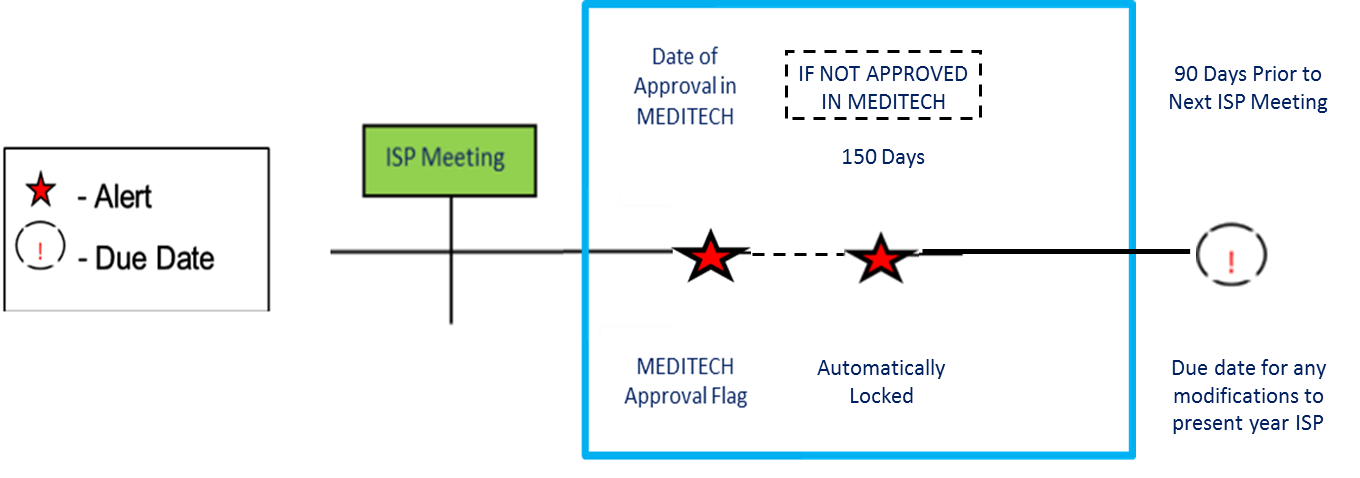 - Alert
! - Due Date
ISP Meeting
Date of
Approval in
MEDITECH
IF NOT APPROVED
IN MEDITECH
150 Days
90 Days Prior to
Next ISP Meeting
!
MEDITECH
Approval Flag
Automatically
Locked
Due date for any
modifications to
present year ISP